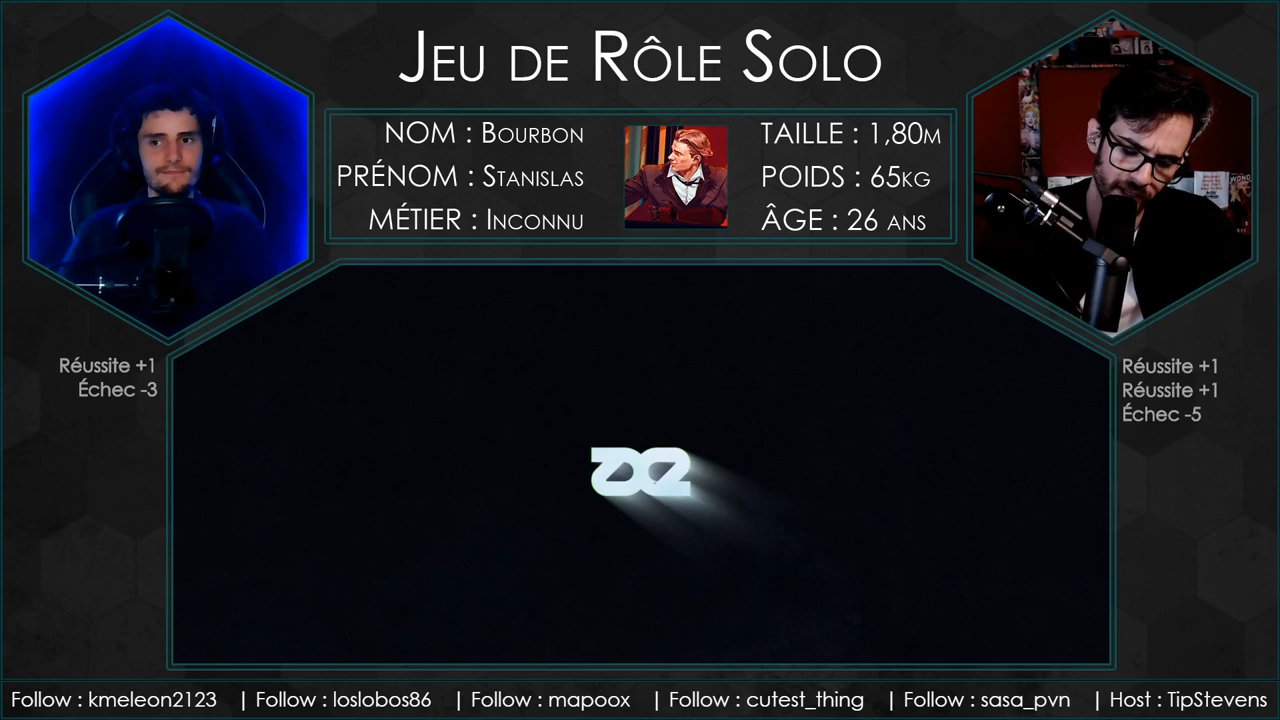 Jeu de Rôle Solo
NOM : Bourbon
PRÉNOM : Stanislas
MÉTIER : Inconnu
TAILLE : 1,80m
POIDS : 65kg
ÂGE : 26 ans
Réussite +1
Échec -3
Réussite +1
Réussite +1
Échec -5
Follow : kmeleon2123 | Follow : loslobos86 | Follow : mapoox | Follow : cutest_thing | Follow : sasa_pvn | Host : TipStevens